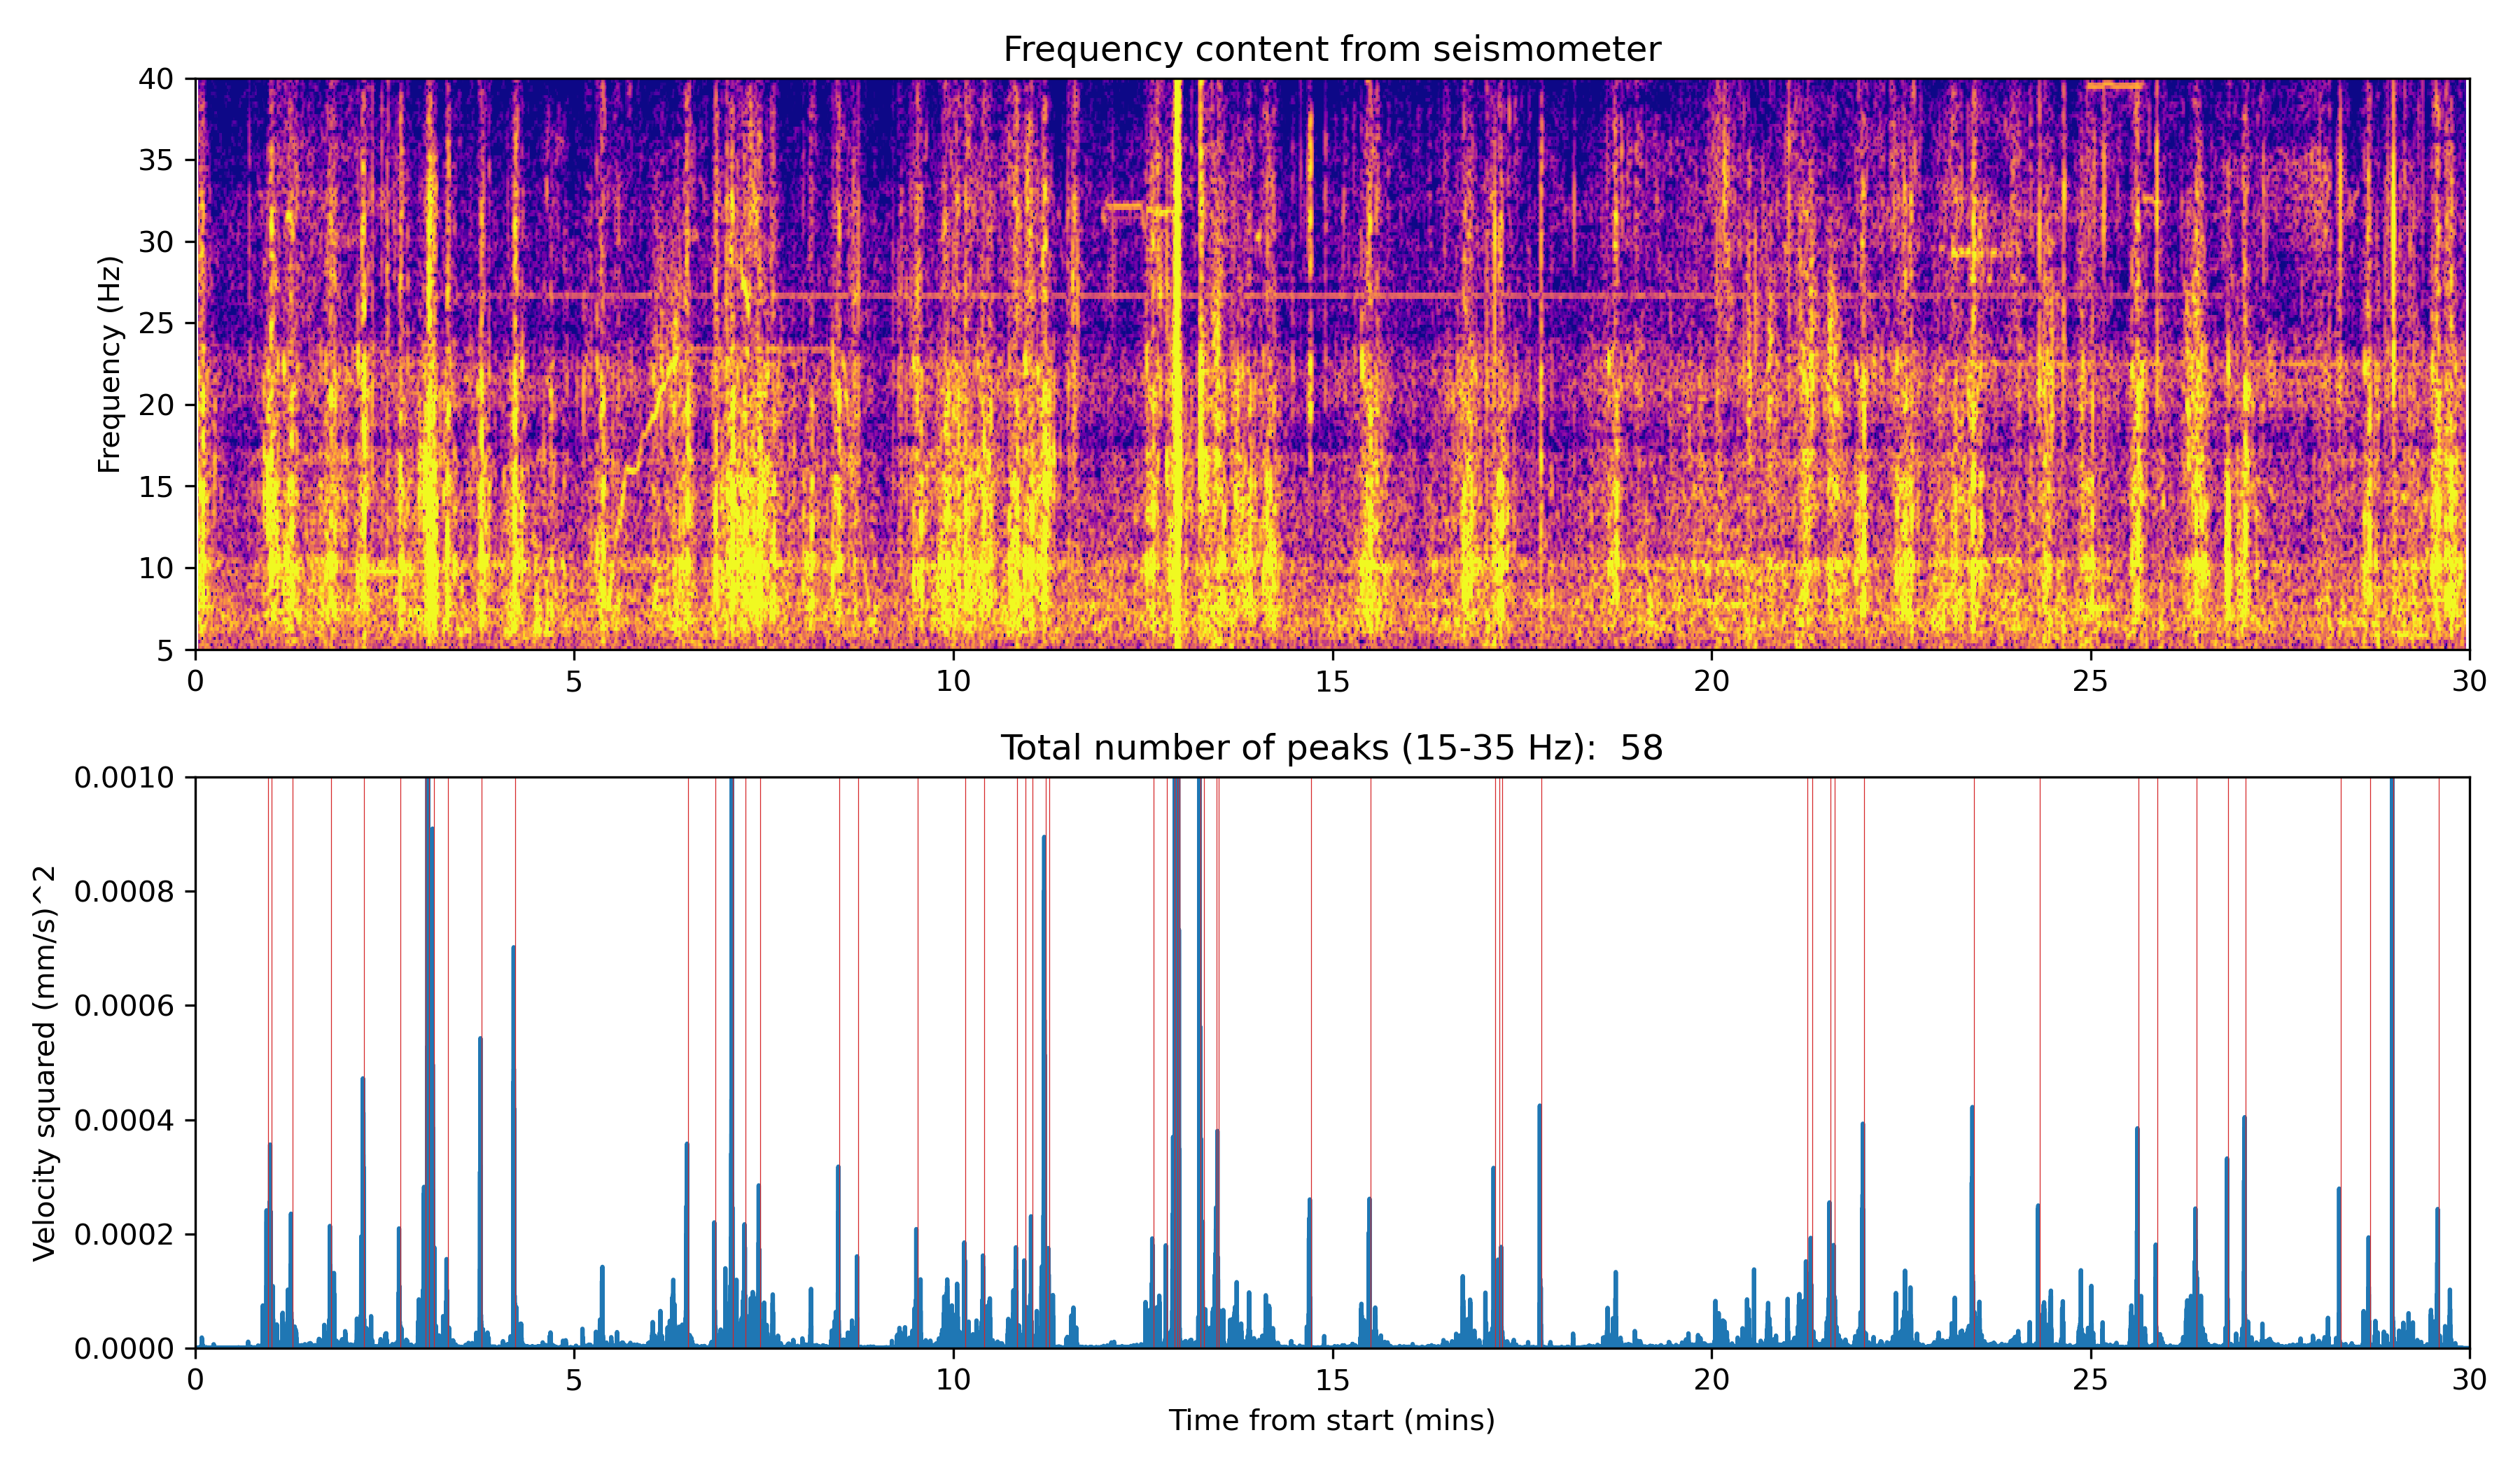 Frequency content from seismometer
40
35
30
25
20
15
10
5
Frequency (Hz)
0 5 10 15 20 25 30
Total number of peaks (15-35 Hz):  58
0.0010
0.0008
0.0006
0.0004
0.0002
0.0000
Velocity squared (mm/s)^2
0 5 10 15 20 25 30
Time from start (mins)